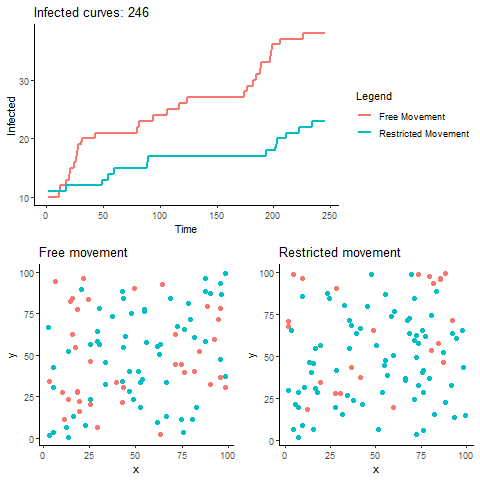 Infected curves: 246
Infected
30
20
10
0
50
100
150
200
250
Time
Legend
Free Movement
Restricted Movement
Free movement
y
100
75
50
25
0
0
25
50
75
100
x
Restricted movement
y
100
75
50
25
0
0
25
50
75
100
x